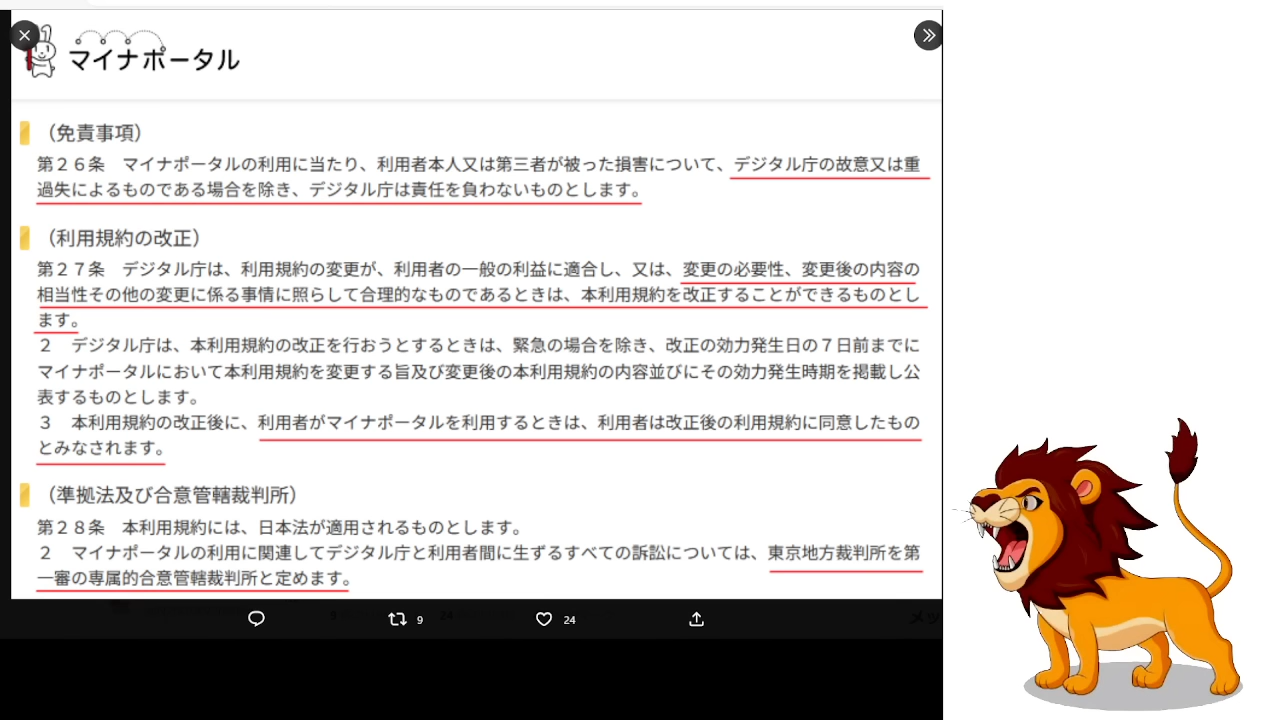 マイナポータル
（免責事項）
第２６条　マイナポータルの利用に当たり、利用者本人又は第三者が被った損害について、デジタル庁の故意又は重
過失によるものである場合を除き、デジタル庁は責任を負わないものとします。
（利用規約の改正）
第２７条　デジタル庁は、利用規約の変更が、利用者の一般の利益に適合し、又は、変更の必要性、変更後の内容の
相当性その他の変更に係る事情に照らして合理的なものであるときは、本利用規約を改正することができるものとし
ます。
２　デジタル庁は、本利用規約の改正を行おうとするときは、緊急の場合を除き、改正の効力発生日の７日前までに
マイナポータルにおいて本利用規約を変更する旨及び変更後の本利用規約の内容並びにその効力発生時期を掲載し公
表するものとします。
３　本利用規約の改正後に、利用者がマイナポータルを利用するときは、利用者は改正後の利用規約に同意したもの
とみなされます。
（準拠法及び合意管轄裁判所）
第２８条　本利用規約には、日本法が適用されるものとします。
２　マイナポータルの利用に関連してデジタル庁と利用者間に生ずるすべての訴訟については、東京地方裁判所を第
一審の専属的合意管轄裁判所と定めます。
9 24